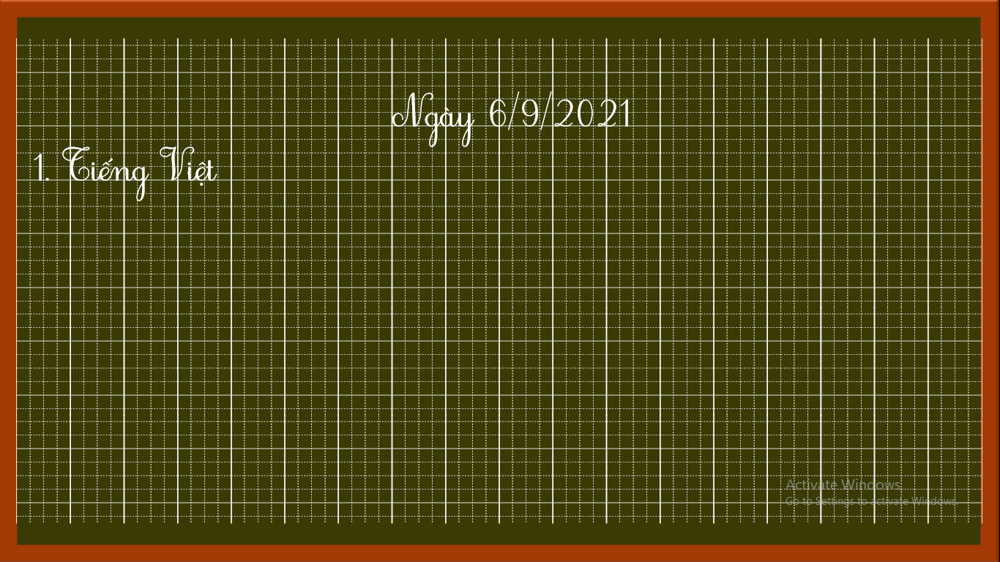 Ngày 6/9/2021
1. Tiếng Việt
Activate Windows
Go to Settings to activate Windows.